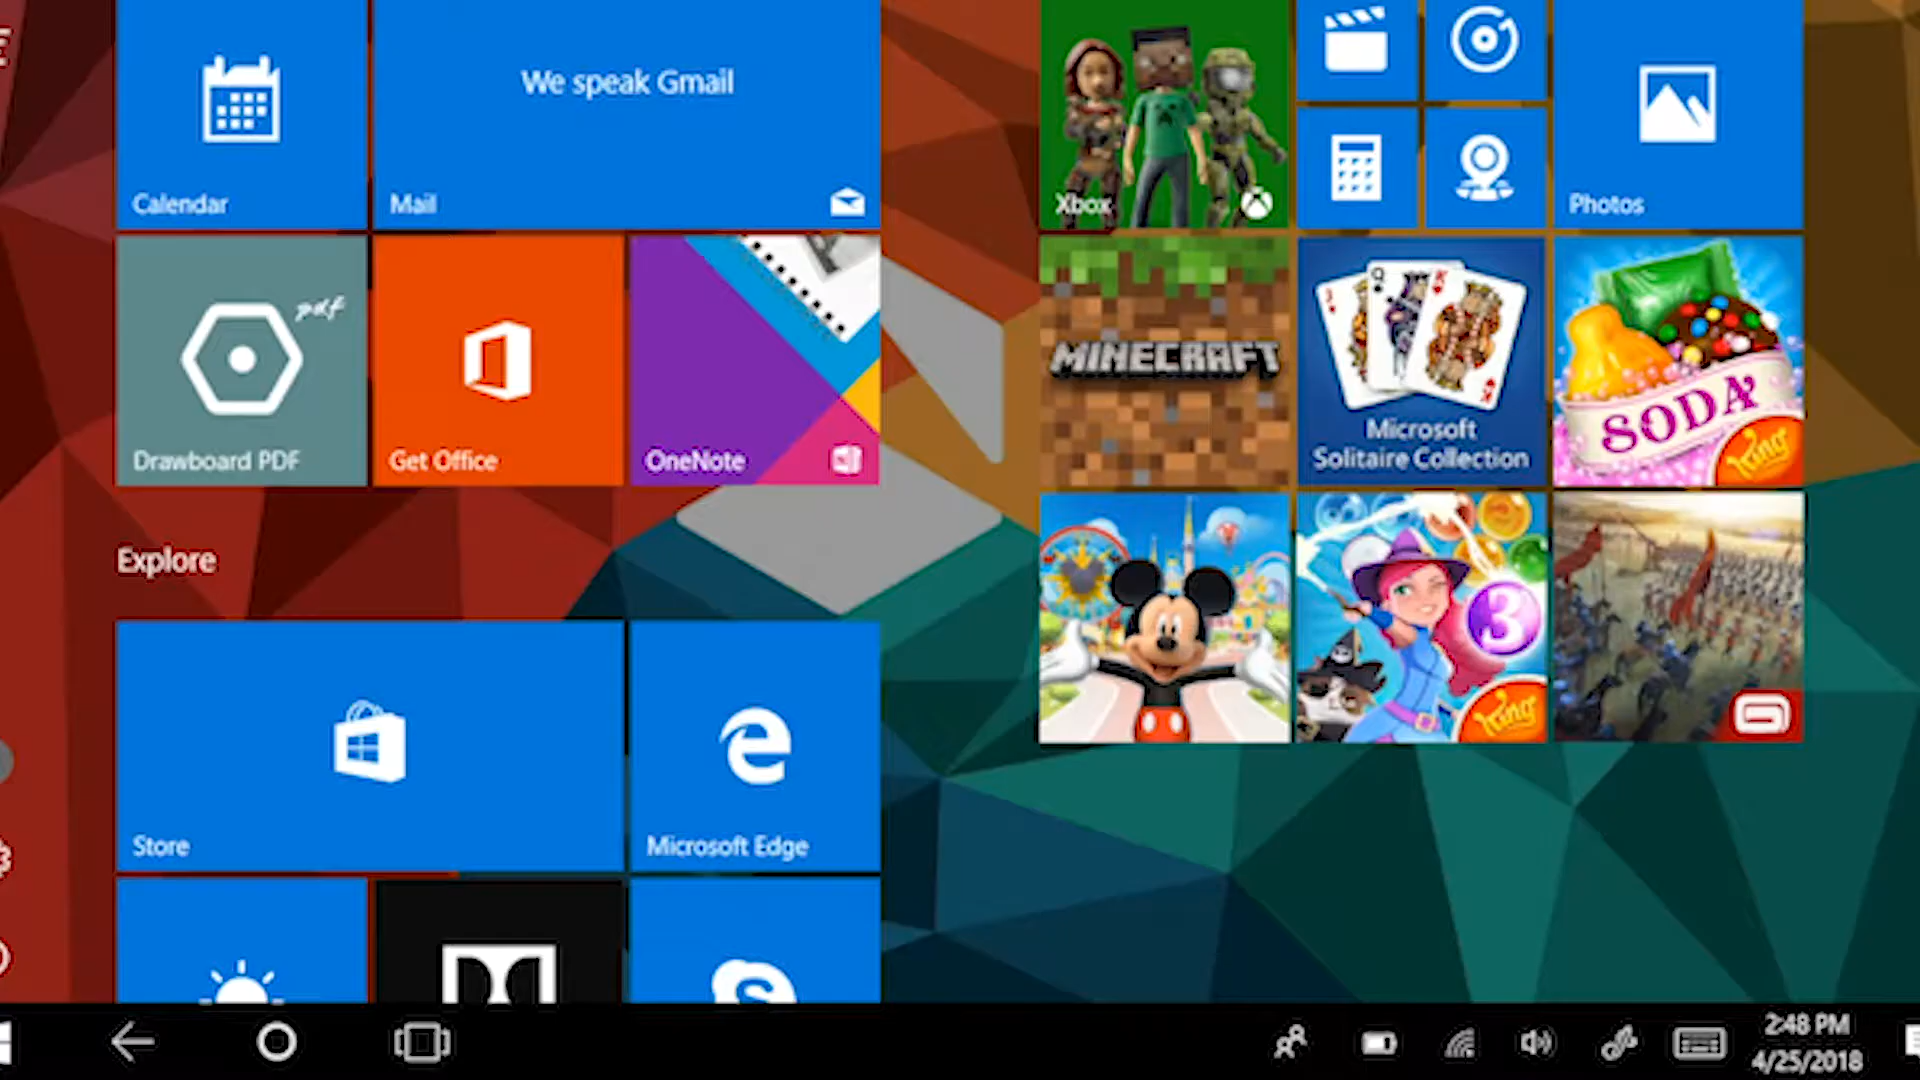 We speak Gmail
Calendar
Mail
Xbox
Photos
pdf
Drawboard PDF
Get Office
OneNote
MINECRAFT
Microsoft
Solitaire Collection
SODA
King
Explore
3
King
Store
Microsoft Edge
2:48 PM
4/25/2018